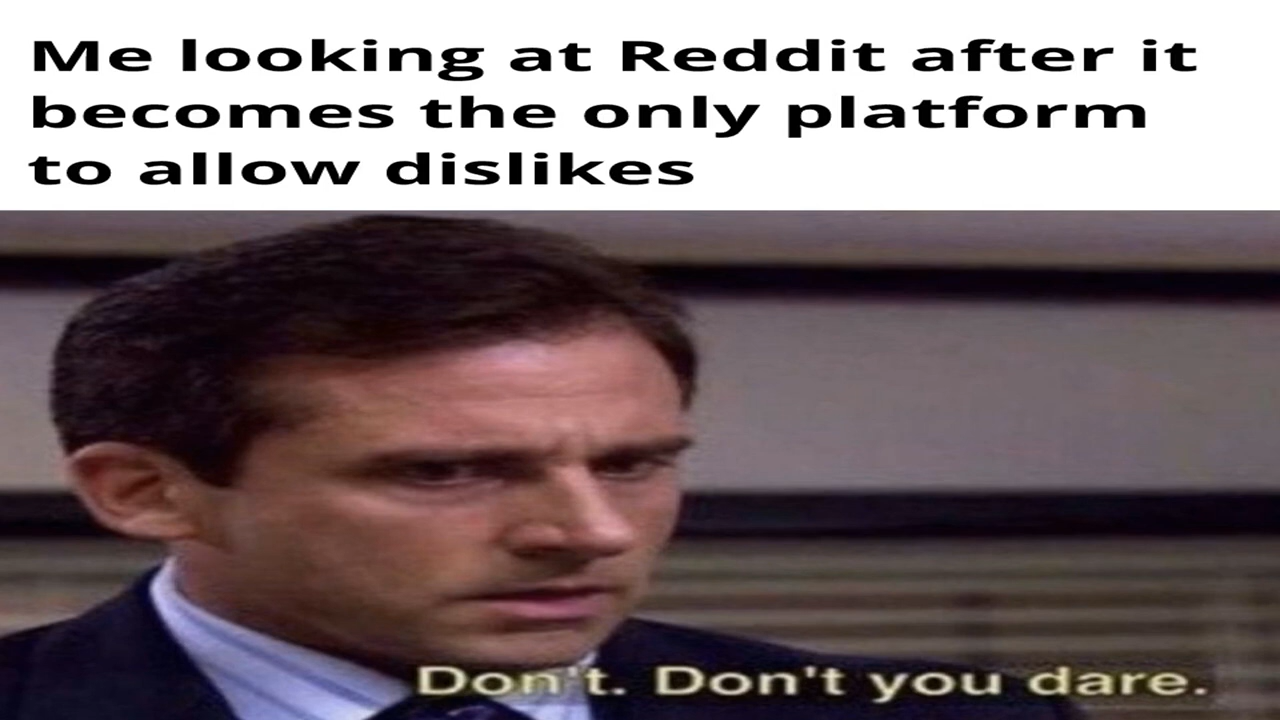 Me looking at Reddit after it
becomes the only platform
to allow dislikes
Don't. Don't you dare.